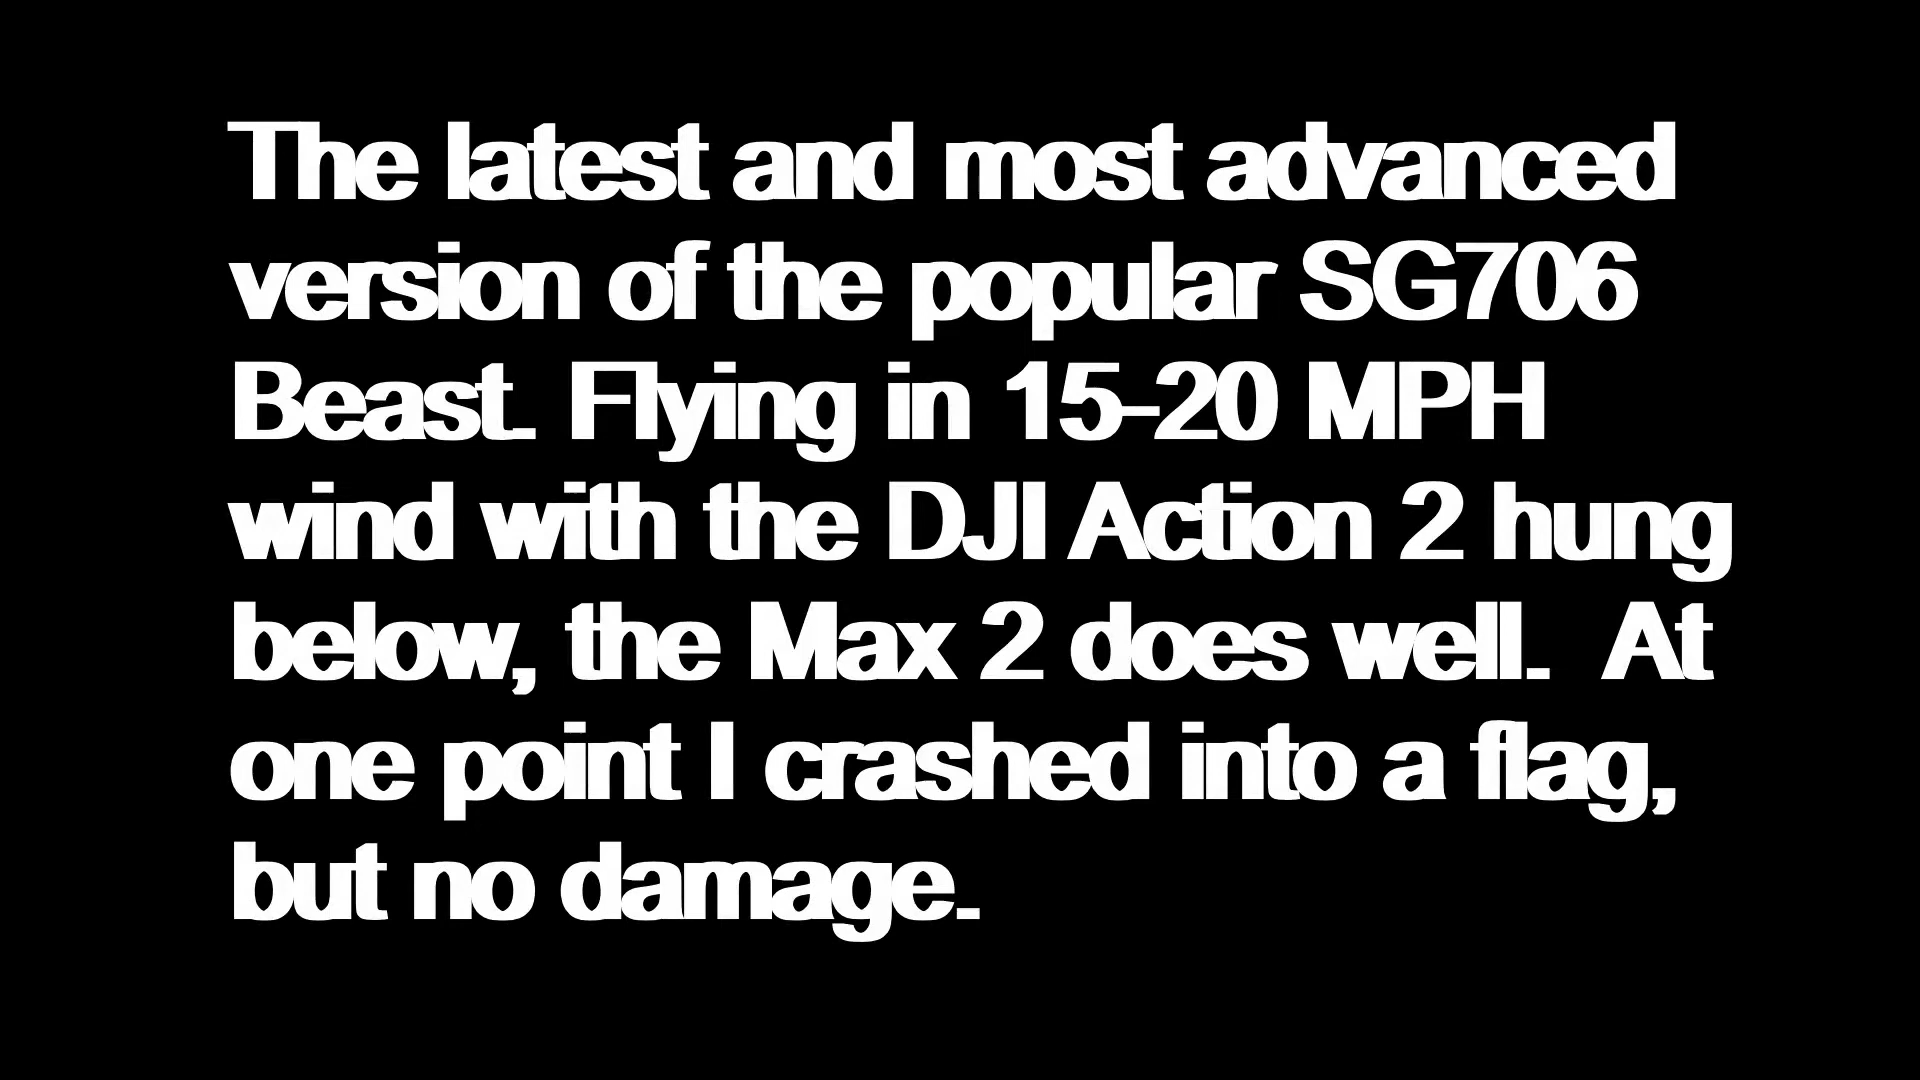 The latest and most advanced
version of the popular SG706
Beast. Flying in 15-20 MPH
wind with the DJI Action 2 hung
below, the Max 2 does well.  At
one point I crashed into a flag,
but no damage.